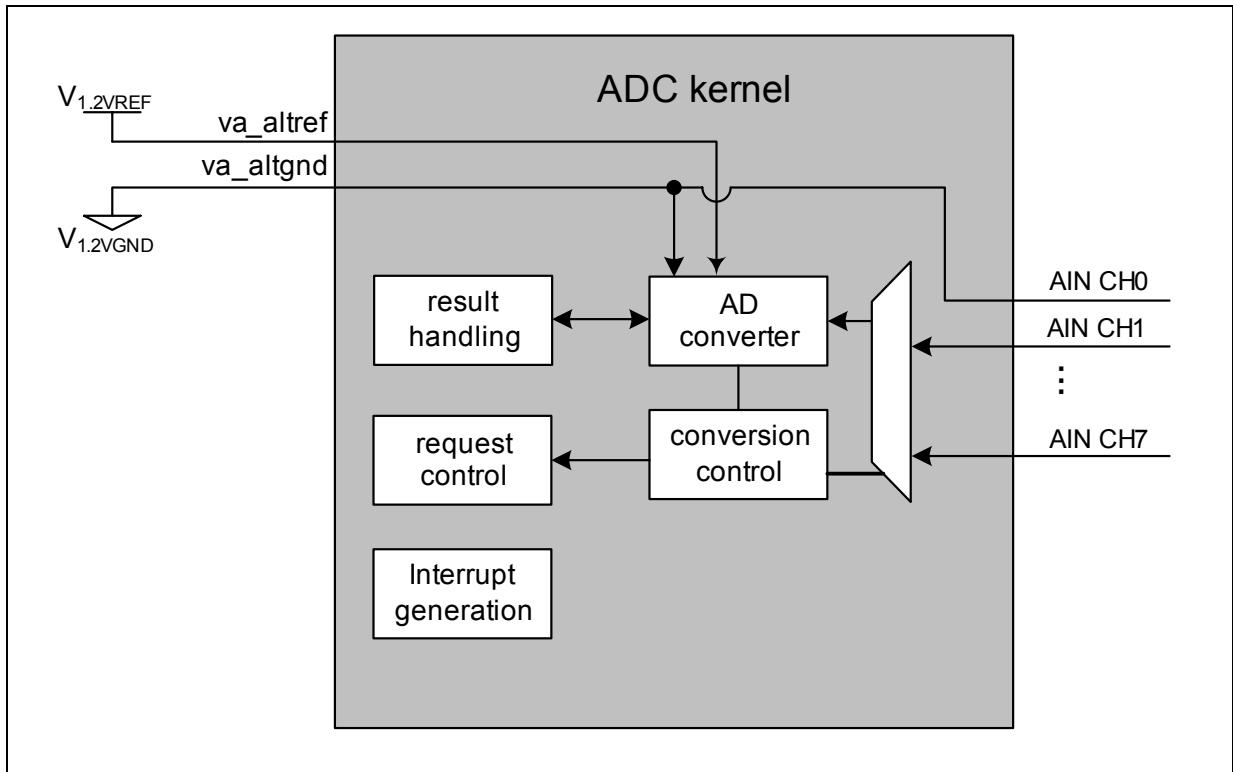 ADC kernel
V1.2VREF
va_altref
va_altgnd
V1.2VGND
result
handling
AD
converter
AIN CH0
AIN CH1
⋮
AIN CH7
request
control
conversion
control
Interrupt
generation